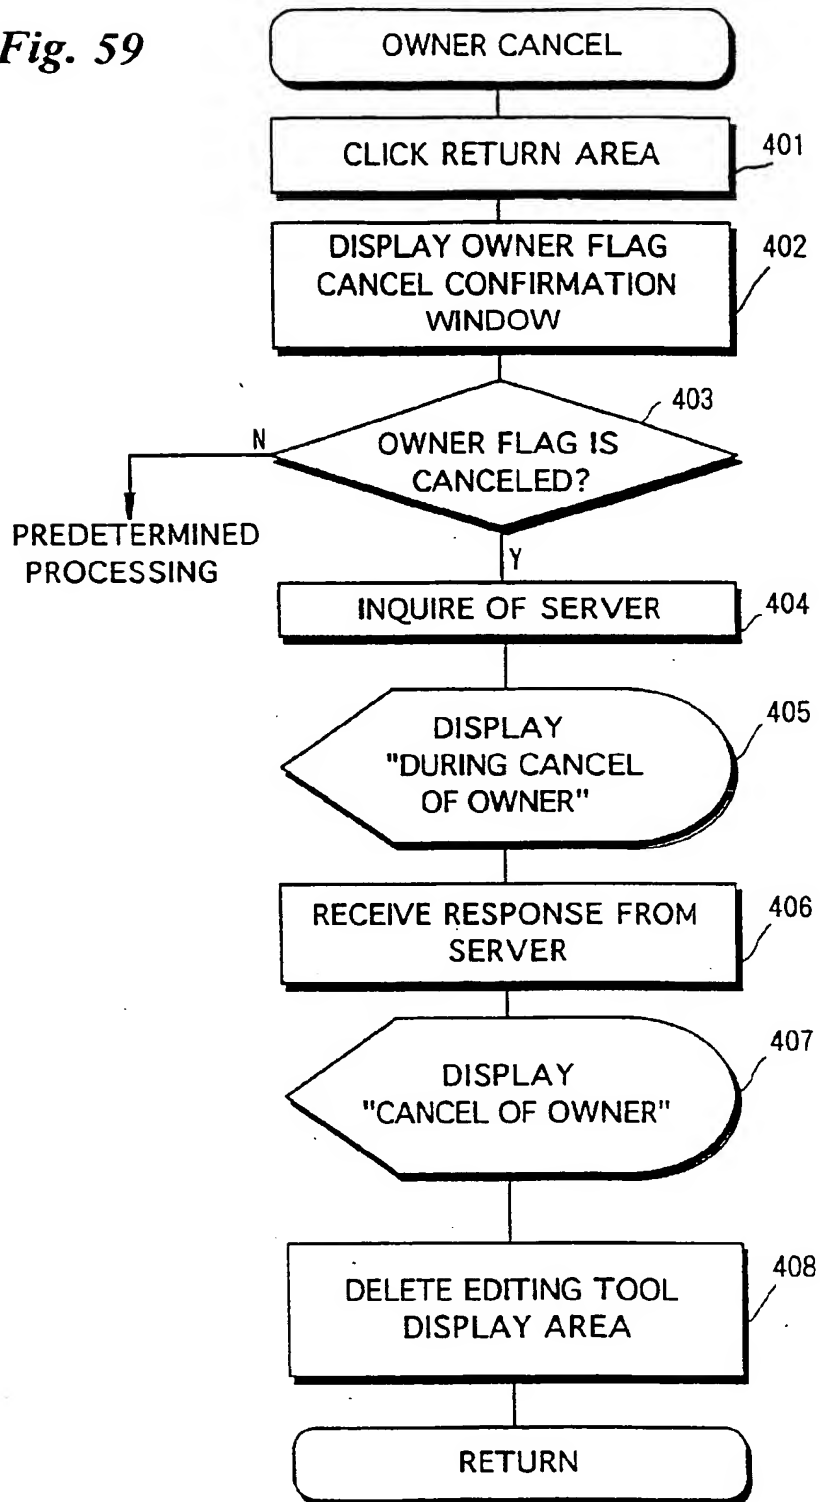 Fig. 59
OWNER CANCEL
CLICK RETURN AREA
401
DISPLAY OWNER FLAG
CANCEL CONFIRMATION
WINDOW
402
403
N
OWNER FLAG IS
CANCELED?
PREDETERMINED
PROCESSING
Y
INQUIRE OF SERVER
404
DISPLAY
"DURING CANCEL
OF OWNER"
405
RECEIVE RESPONSE FROM
SERVER
406
DISPLAY
"CANCEL OF OWNER"
407
DELETE EDITING TOOL
DISPLAY AREA
408
RETURN